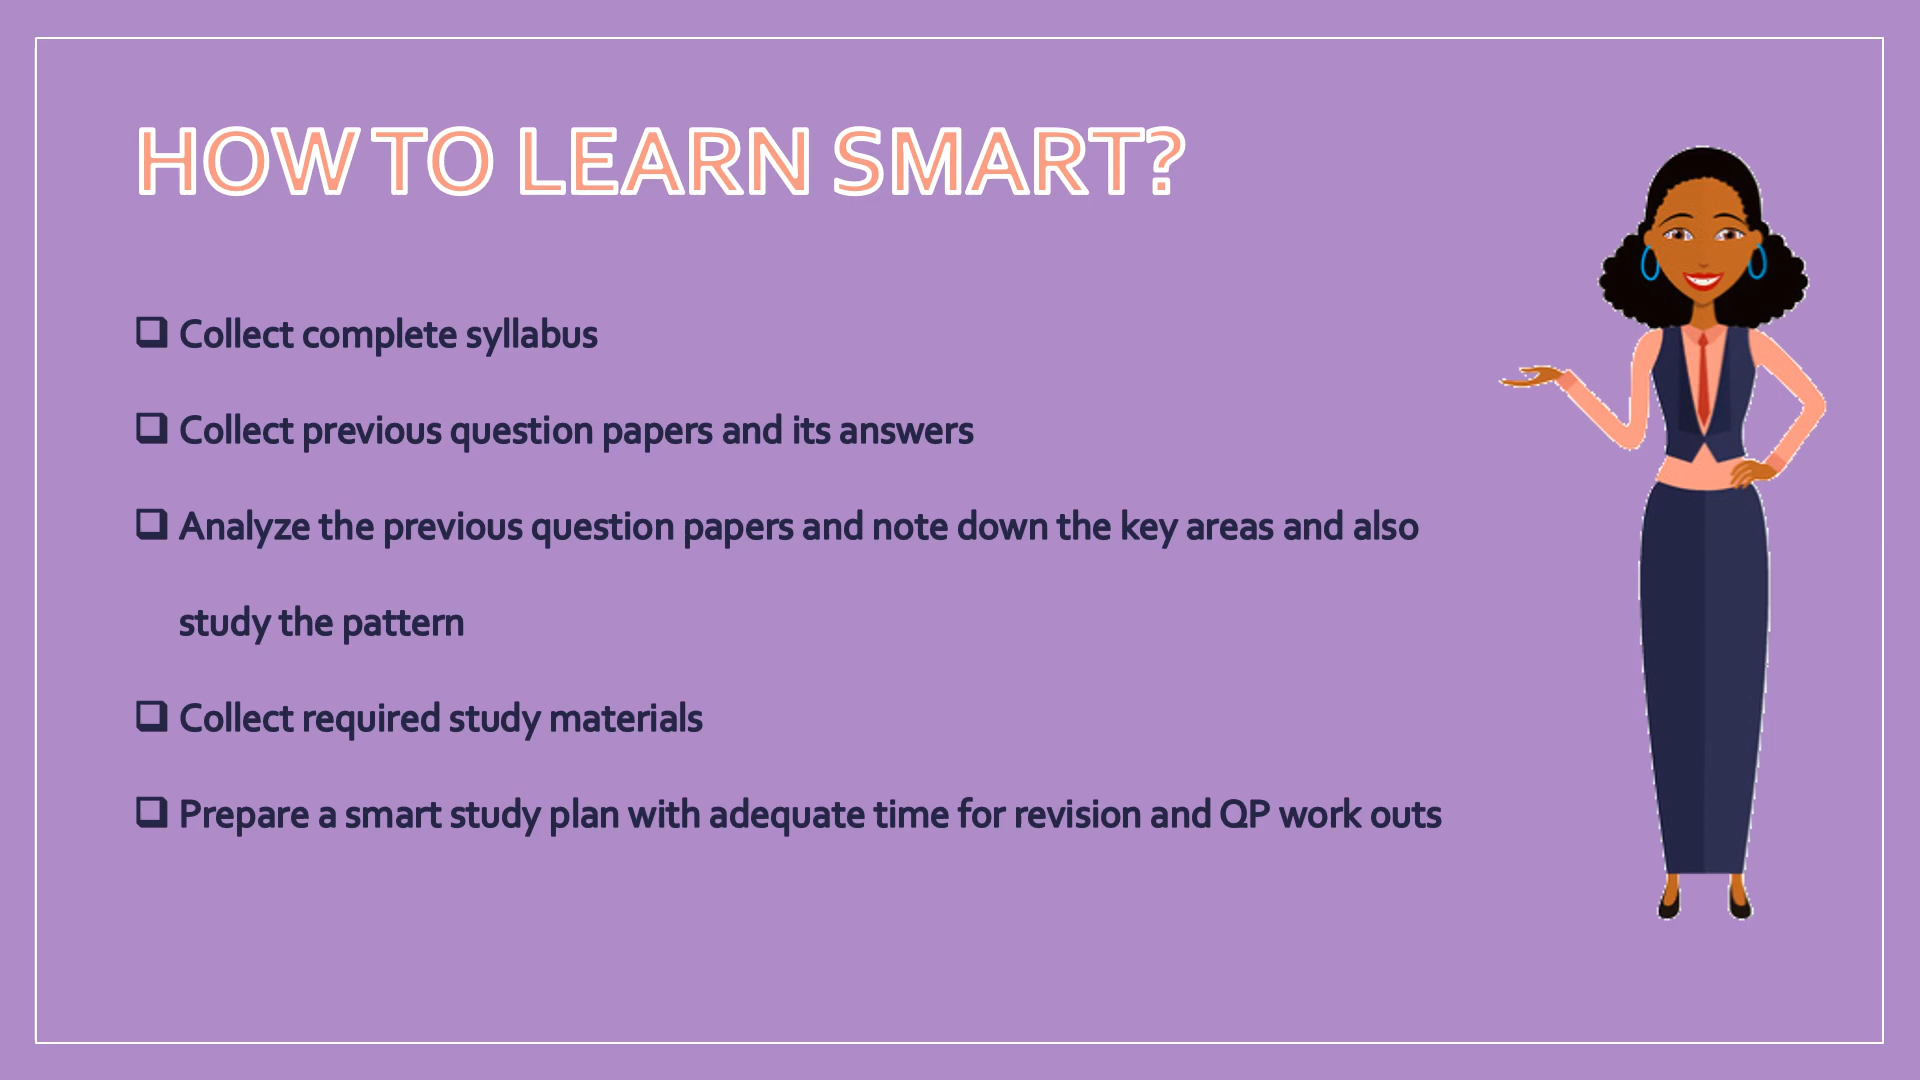 HOW TO LEARN SMART?
❑ Collect complete syllabus
❑ Collect previous question papers and its answers
❑ Analyze the previous question papers and note down the key areas and also
study the pattern
❑ Collect required study materials
❑ Prepare a smart study plan with adequate time for revision and QP work outs